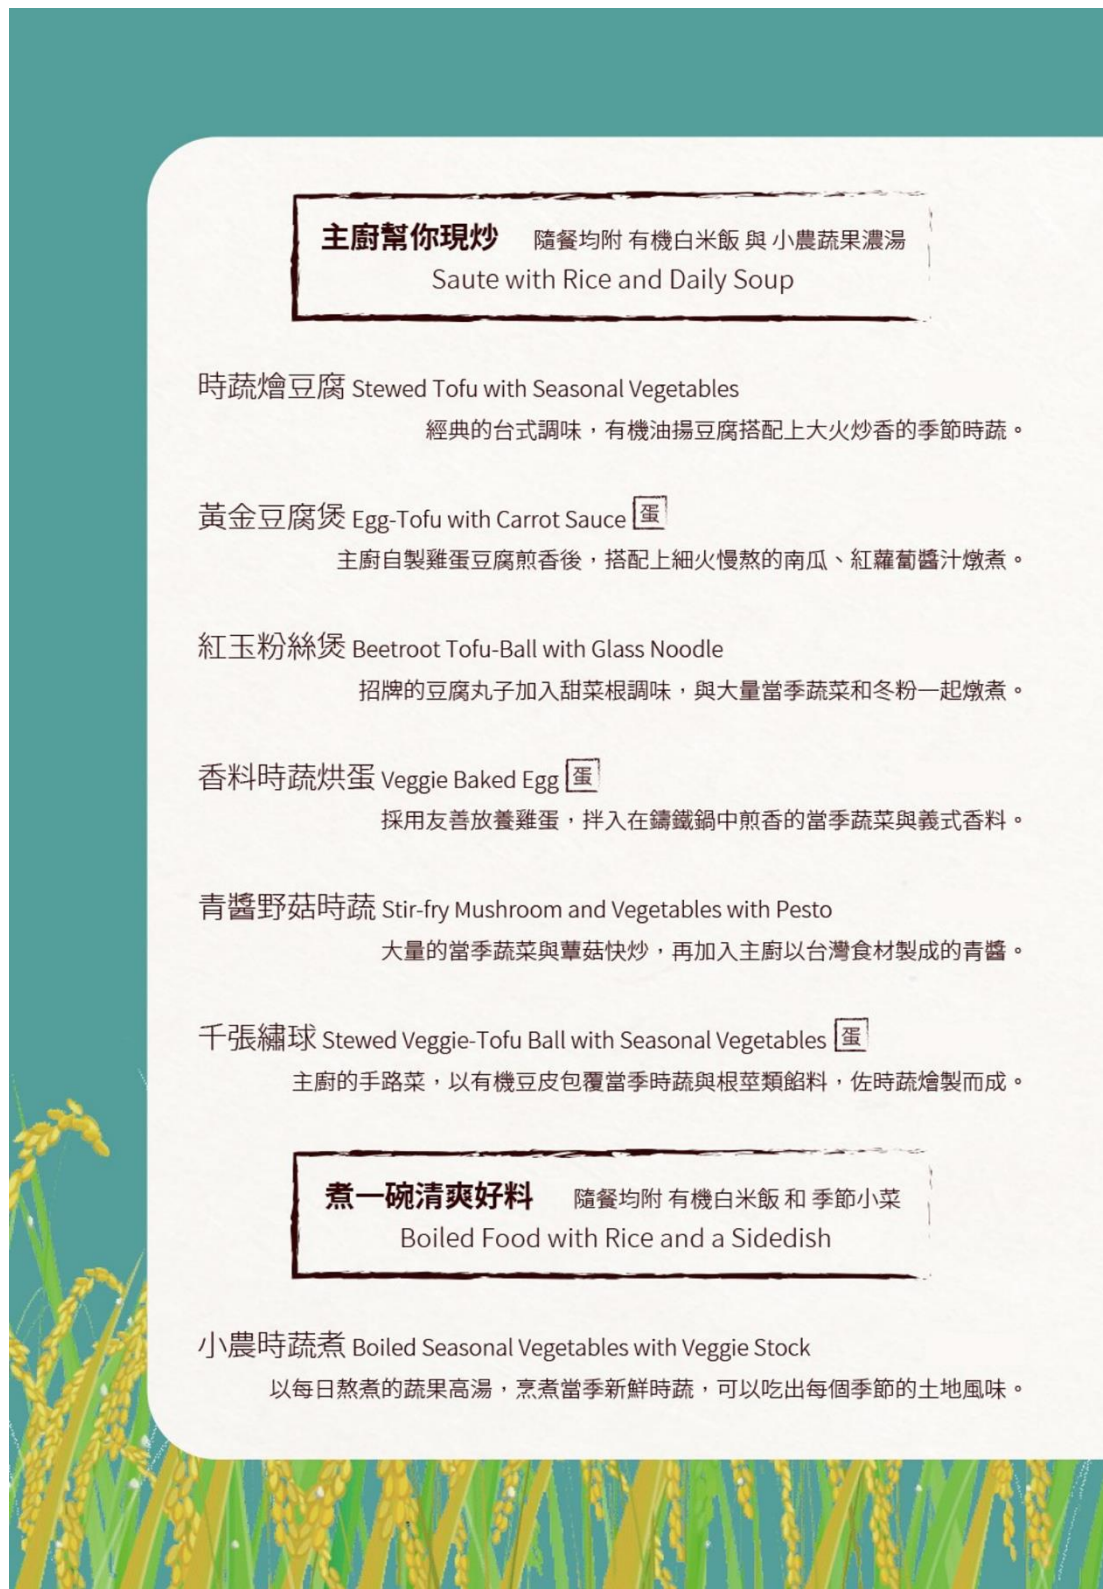 主廚幫你現炒 隨餐均附 有機白米飯 與 小農蔬果濃湯
Saute with Rice and Daily Soup
時蔬燴豆腐 Stewed Tofu with Seasonal Vegetables
經典的台式調味，有機油揚豆腐搭配上大火炒香的季節時蔬。
黃金豆腐煲 Egg-Tofu with Carrot Sauce 蛋
主廚自製雞蛋豆腐煎香後，搭配上細火慢熬的南瓜、紅蘿蔔醬汁燉煮。
紅玉粉絲煲 Beetroot Tofu-Ball with Glass Noodle
招牌的豆腐丸子加入甜菜根調味，與大量當季蔬菜和冬粉一起燉煮。
香料時蔬烘蛋 Veggie Baked Egg 蛋
採用友善放養雞蛋，拌入在鑄鐵鍋中煎香的當季蔬菜與義式香料。
青醬野菇時蔬 Stir-fry Mushroom and Vegetables with Pesto
大量的當季蔬菜與蕈菇快炒，再加入主廚以台灣食材製成的青醬。
千張繡球 Stewed Veggie-Tofu Ball with Seasonal Vegetables 蛋
主廚的手路菜，以有機豆皮包覆當季時蔬與根莖類餡料，佐時蔬燴製而成。
煮一碗清爽好料 隨餐均附 有機白米飯 和 季節小菜
Boiled Food with Rice and a Sidedish
小農時蔬煮 Boiled Seasonal Vegetables with Veggie Stock
以每日熬煮的蔬果高湯，烹煮當季新鮮時蔬，可以吃出每個季節的土地風味。